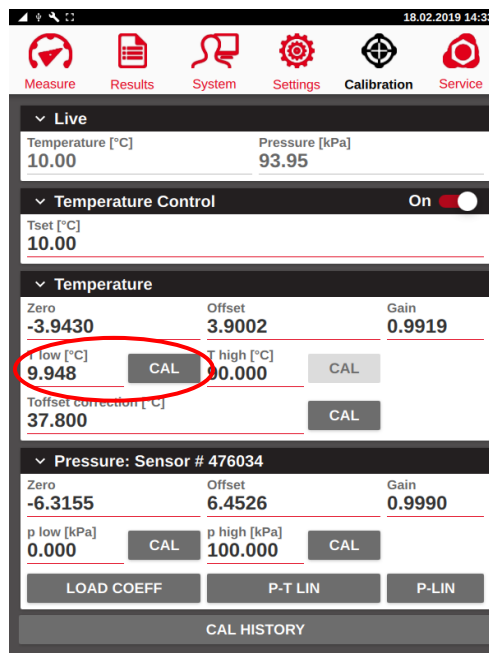 18.02.2019 14:33
Measure Results System Settings Calibration Service
Live
Temperature [°C] Pressure [kPa]
10.00 93.95
Temperature Control On
Tset [°C]
10.00
Temperature
Zero Offset Gain
-3.9430 3.9002 0.9919
T low [°C] T high [°C]
9.948 CAL 90.000 CAL
Toffset correction [°C]
37.800 CAL
Pressure: Sensor # 476034
Zero Offset Gain
-6.3155 6.4526 0.9990
p low [kPa] p high [kPa]
0.000 CAL 100.000 CAL
LOAD COEFF P-T LIN P-LIN
CAL HISTORY